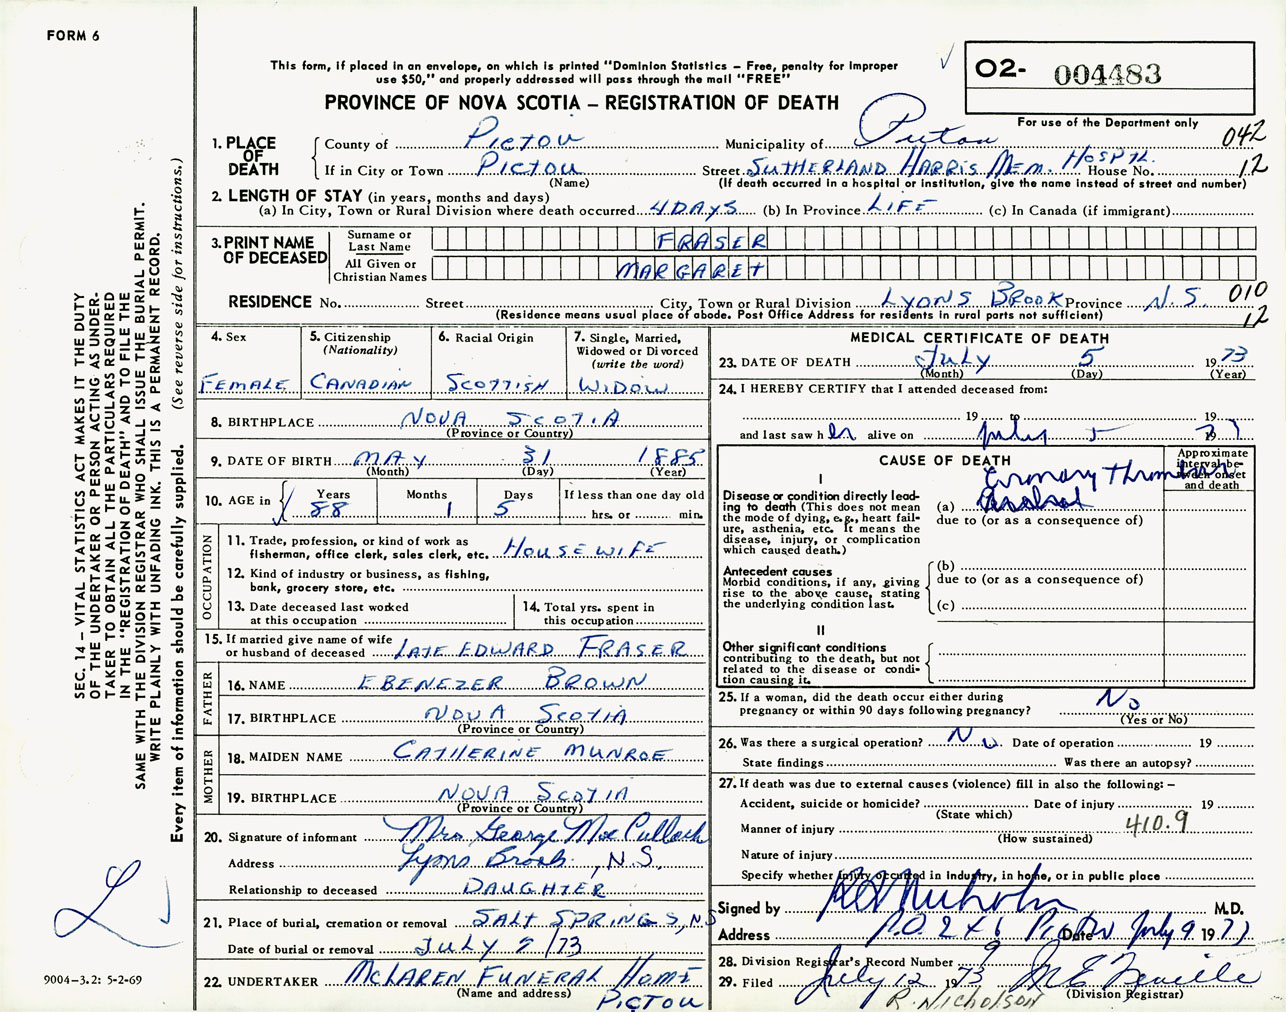 FORM 6
This form, if placed in an envelope, on which is printed "Dominion Statistics – Free, penalty for improper
use $50," and properly addressed will pass through the mail "FREE"
O2- 004483
PROVINCE OF NOVA SCOTIA – REGISTRATION OF DEATH
For use of the Department only
042
12
1. PLACE OF DEATH
County of PICTOU Municipality of Pictou
If in City or Town PICTOU Street SUTHERLAND HARRIS MEM. HOSPTL. House No.
(Name) (If death occurred in a hospital or institution, give the name instead of street and number)
2. LENGTH OF STAY (in years, months and days)
(a) In City, Town or Rural Division where death occurred 4 DAYS (b) In Province LIFE (c) In Canada (if immigrant)
3. PRINT NAME OF DECEASED
Surname or Last Name FRASER
All Given or Christian Names MARGARET
RESIDENCE No. Street City, Town or Rural Division LYONS BROOK Province N.S. 010
(Residence means usual place of abode. Post Office Address for residents in rural parts not sufficient) 12
4. Sex FEMALE
5. Citizenship (Nationality) CANADIAN
6. Racial Origin SCOTTISH
7. Single, Married, Widowed or Divorced (write the word) WIDOW
8. BIRTHPLACE NOVA SCOTIA
(Province or Country)
9. DATE OF BIRTH MAY 31 1885
(Month) (Day) (Year)
10. AGE in Years 88 Months 1 Days 5 If less than one day old hrs. or min.
OCCUPATION
11. Trade, profession, or kind of work as
fisherman, office clerk, sales clerk, etc. HOUSEWIFE
12. Kind of industry or business, as fishing,
bank, grocery store, etc.
13. Date deceased last worked
at this occupation
14. Total yrs. spent in
this occupation
15. If married give name of wife
or husband of deceased LATE EDWARD FRASER
FATHER
16. NAME EBENEZER BROWN
17. BIRTHPLACE NOVA SCOTIA
(Province or Country)
MOTHER
18. MAIDEN NAME CATHERINE MUNROE
19. BIRTHPLACE NOVA SCOTIA
(Province or Country)
20. Signature of informant Mrs George MacCulloch
Address Lyons Brook, N.S.
Relationship to deceased DAUGHTER
21. Place of burial, cremation or removal SALT SPRINGS, NS
Date of burial or removal JULY 9/73
22. UNDERTAKER McLAREN FUNERAL HOME
(Name and address) PICTOU
MEDICAL CERTIFICATE OF DEATH
23. DATE OF DEATH July 5 1973
(Month) (Day) (Year)
24. I HEREBY CERTIFY that I attended deceased from:
19 to 19
and last saw her alive on July 5 19
CAUSE OF DEATH
Approximate interval between onset and death
I
Disease or condition directly lead-
ing to death (This does not mean
the mode of dying, e.g., heart fail-
ure, asthenia, etc. It means the
disease, injury, or complication
which caused death.)
(a) Coronary Thrombosis
due to (or as a consequence of)
Antecedent causes
Morbid conditions, if any, giving
rise to the above cause, stating
the underlying condition last.
(b)
due to (or as a consequence of)
(c)
II
Other significant conditions
contributing to the death, but not
related to the disease or condi-
tion causing it.
25. If a woman, did the death occur either during
pregnancy or within 90 days following pregnancy? No
(Yes or No)
26. Was there a surgical operation? No Date of operation 19
State findings Was there an autopsy?
27. If death was due to external causes (violence) fill in also the following: –
Accident, suicide or homicide? Date of injury 19
(State which)
Manner of injury 410.9
(How sustained)
Nature of injury
Specify whether injury occurred in Industry, in home, or in public place
Signed by M.D.
Address P.O. 246 Pictou Date July 9 1973
28. Division Registrar's Record Number 9
29. Filed July 12 1973
R. NICHOLSON (Division Registrar)
SEC. 14 – VITAL STATISTICS ACT MAKES IT THE DUTY
OF THE UNDERTAKER OR PERSON ACTING AS UNDER-
TAKER TO OBTAIN ALL THE PARTICULARS REQUIRED
IN THE "REGISTRATION OF DEATH" AND TO FILE THE
SAME WITH THE DIVISION REGISTRAR WHO SHALL ISSUE THE BURIAL PERMIT.
WRITE PLAINLY WITH UNFADING INK. THIS IS A PERMANENT RECORD.
Every item of information should be carefully supplied. (See reverse side for instructions.)
9004–3.2: 5-2-69